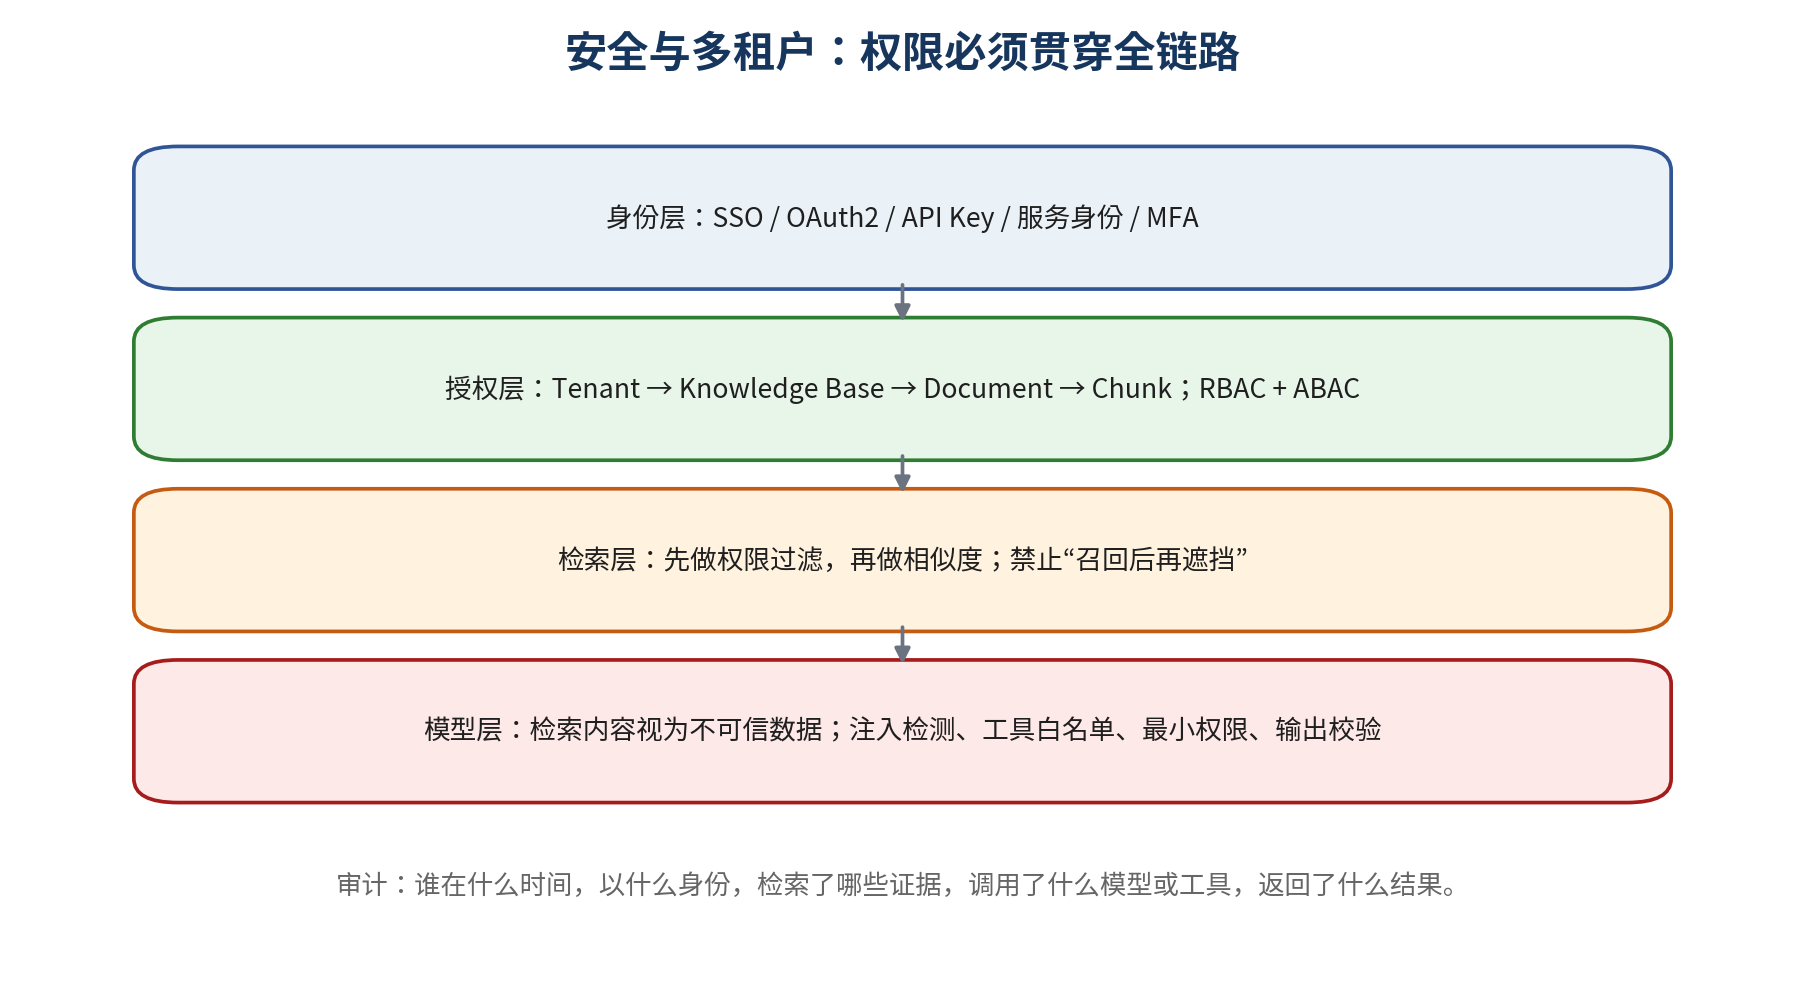 安全与多租户：权限必须贯穿全链路
身份层：SSO / OAuth2 / API Key / 服务身份 / MFA
授权层：Tenant → Knowledge Base → Document → Chunk；RBAC + ABAC
检索层：先做权限过滤，再做相似度；禁止“召回后再遮挡”
模型层：检索内容视为不可信数据；注入检测、工具白名单、最小权限、输出校验
审计：谁在什么时间，以什么身份，检索了哪些证据，调用了什么模型或工具，返回了什么结果。